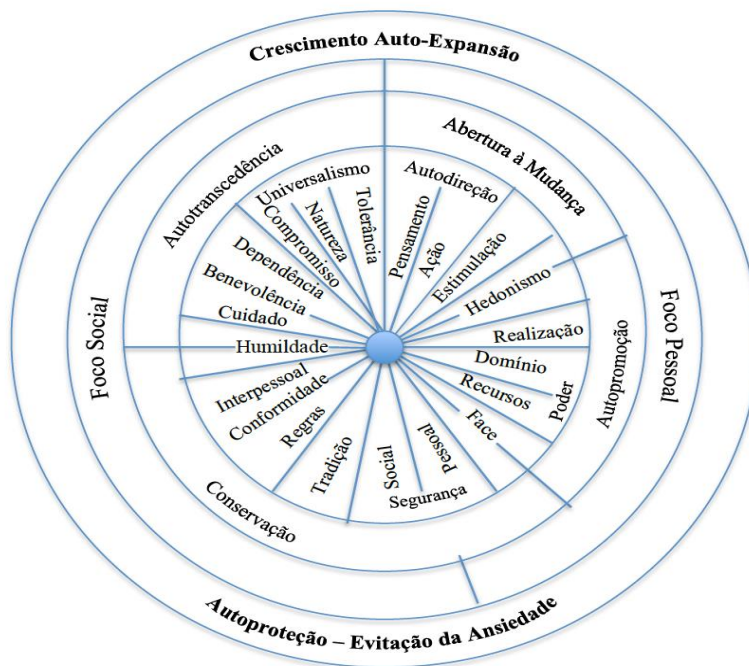 Crescimento Auto-Expansão
Abertura à Mudança
Autotranscedência
Foco Social
Foco Pessoal
Autopromoção
Conservação
Autoproteção – Evitação da Ansiedade
Universalismo
Tolerância
Natureza
Compromisso
Dependência
Benevolência
Cuidado
Humildade
Interpessoal
Conformidade
Regras
Tradição
Social
Segurança
Pessoal
Face
Recursos
Poder
Domínio
Realização
Hedonismo
Estimulação
Ação
Pensamento
Autodireção